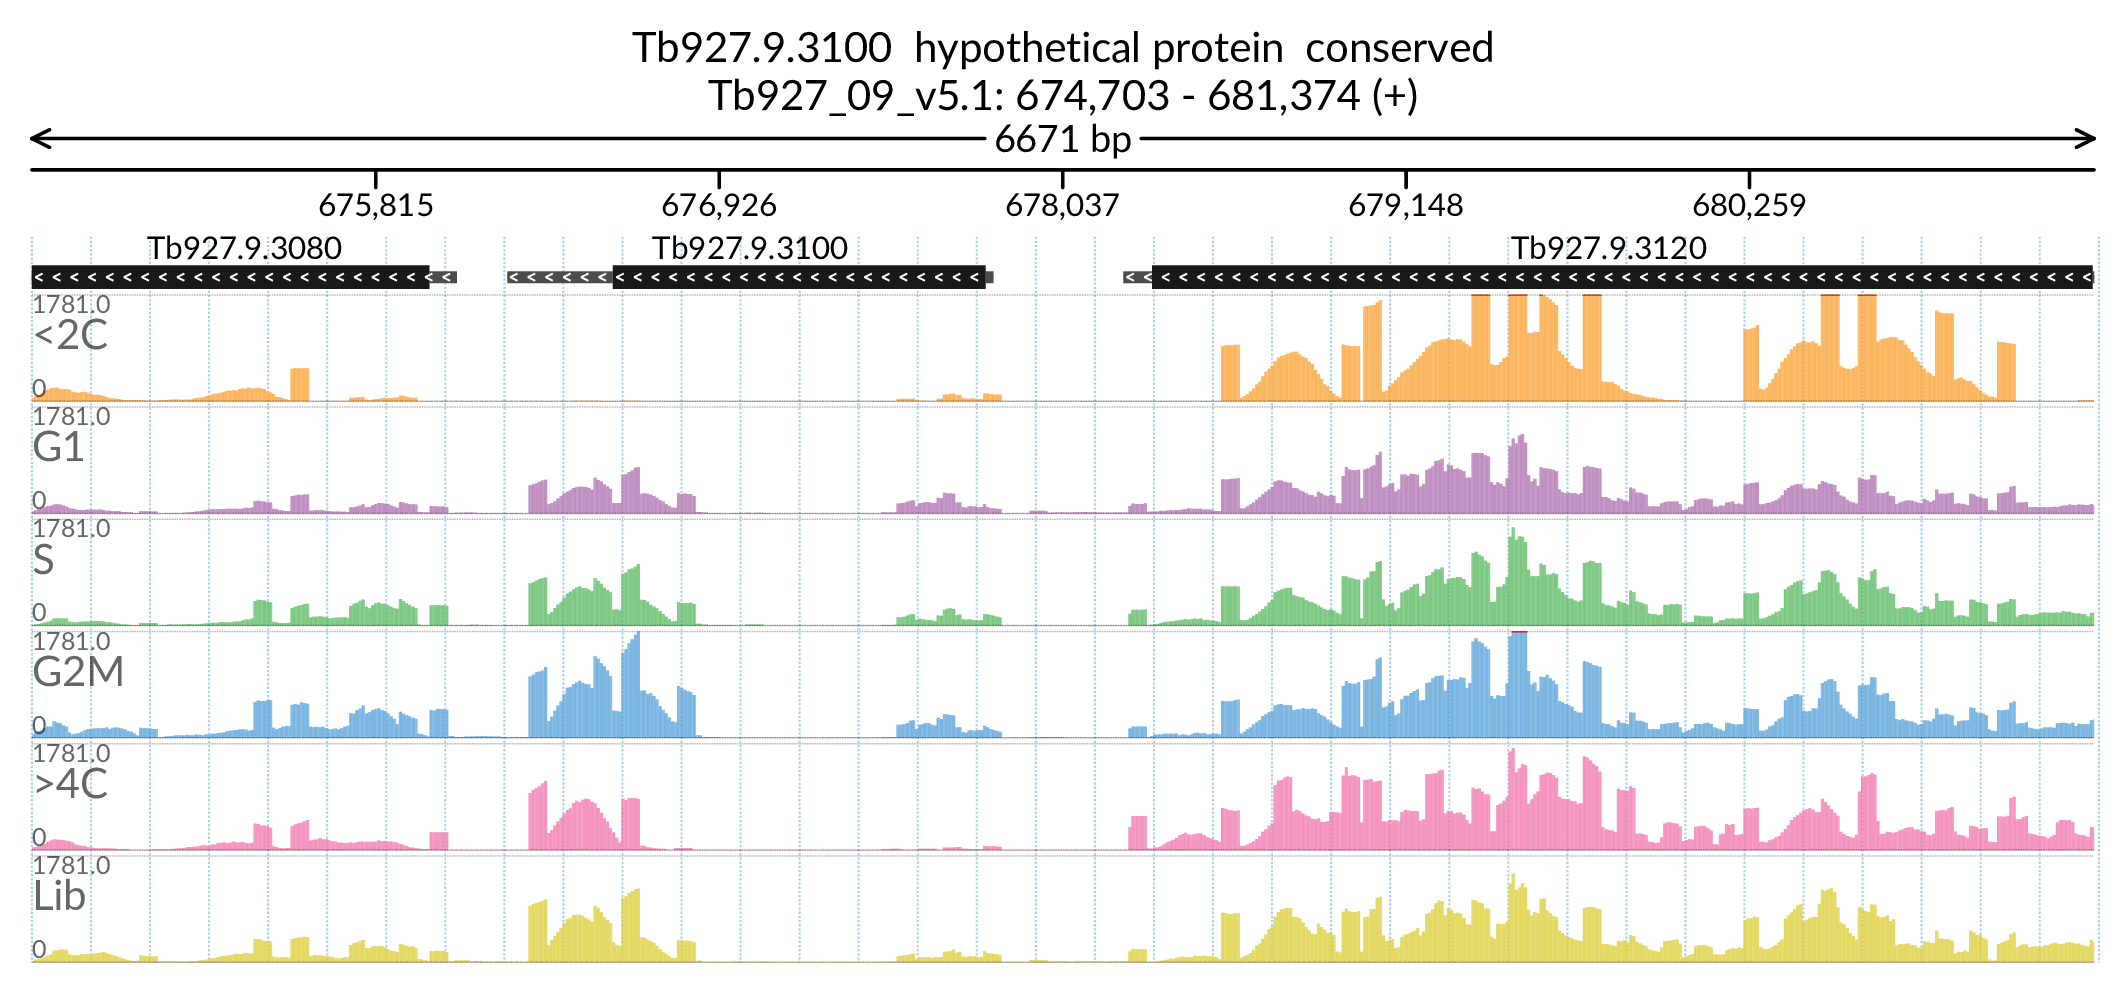 Tb927.9.3100  hypothetical protein  conserved
Tb927_09_v5.1: 674,703 - 681,374 (+)
6671 bp
675,815 676,926 678,037 679,148 680,259
Tb927.9.3080 Tb927.9.3100 Tb927.9.3120
1781.0
<2C
0
1781.0
G1
0
1781.0
S
0
1781.0
G2M
0
1781.0
>4C
0
1781.0
Lib
0